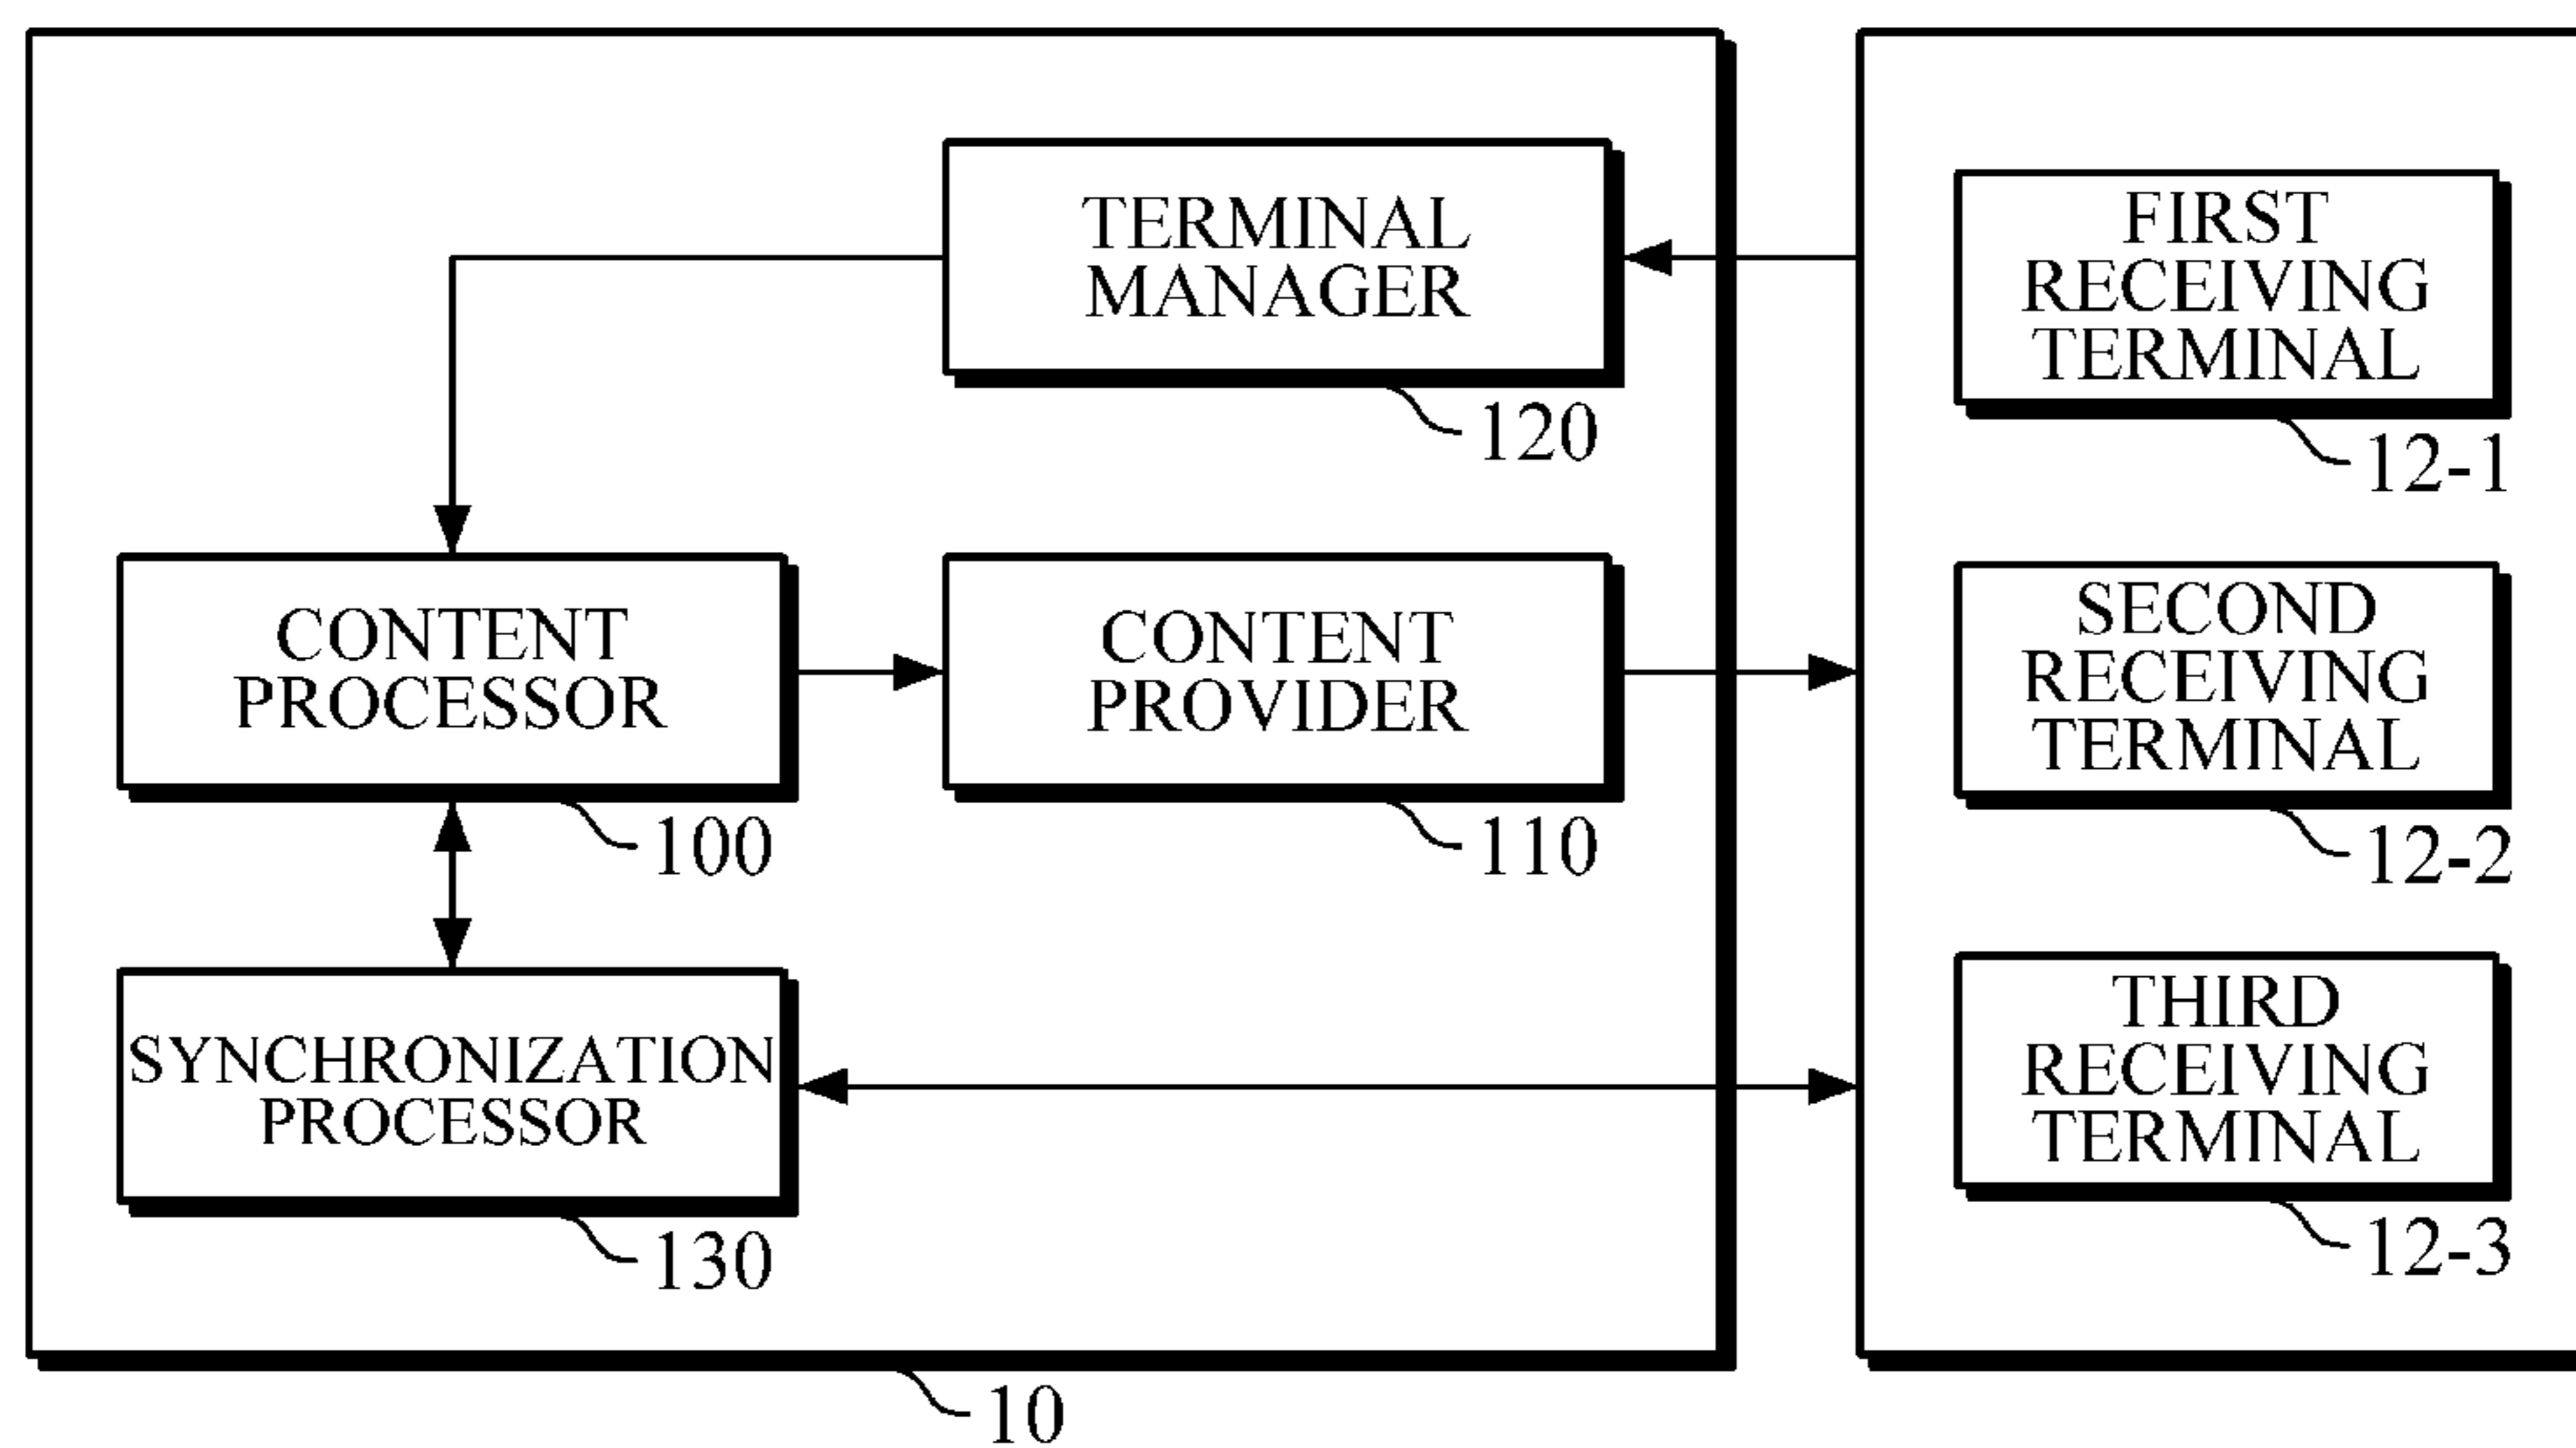 TERMINAL
MANAGER
120
FIRST
RECEIVING
TERMINAL
12-1
CONTENT
PROCESSOR
100
CONTENT
PROVIDER
110
SECOND
RECEIVING
TERMINAL
12-2
SYNCHRONIZATION
PROCESSOR
130
THIRD
RECEIVING
TERMINAL
12-3
10